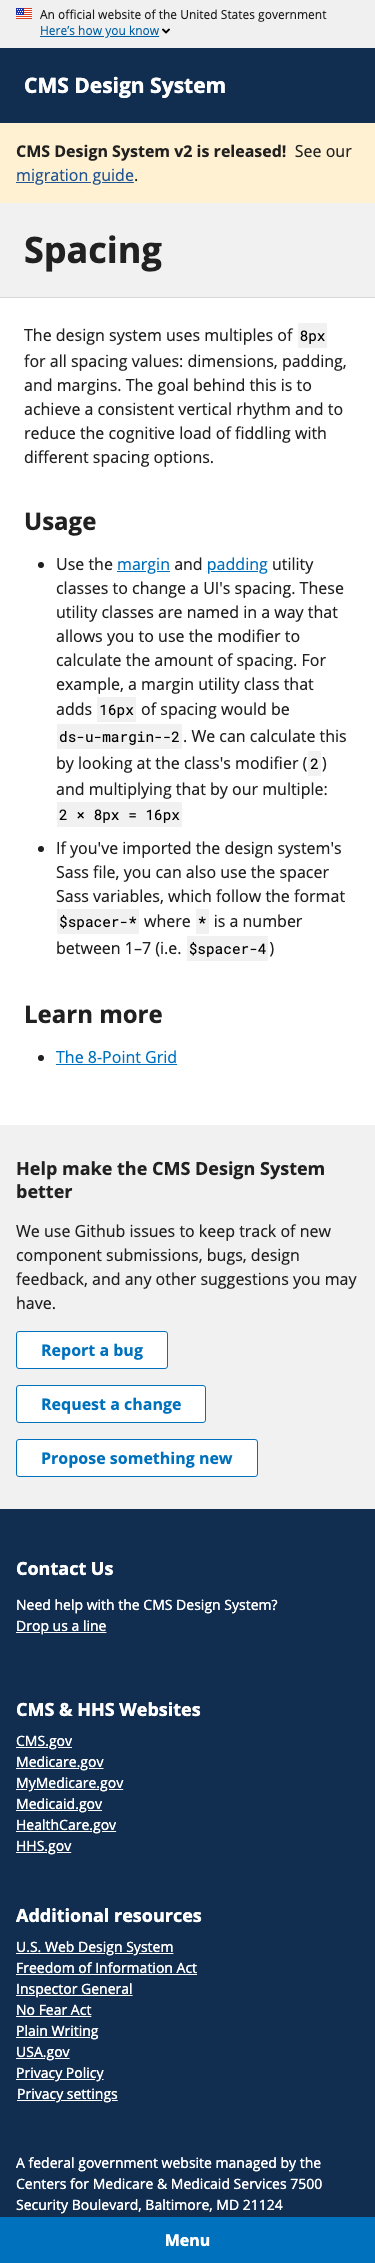 An official website of the United States government
Here's how you know
CMS Design System
CMS Design System v2 is released! See our
migration guide.
Spacing
The design system uses multiples of 8px
for all spacing values: dimensions, padding,
and margins. The goal behind this is to
achieve a consistent vertical rhythm and to
reduce the cognitive load of fiddling with
different spacing options.
Usage
• Use the margin and padding utility
classes to change a UI's spacing. These
utility classes are named in a way that
allows you to use the modifier to
calculate the amount of spacing. For
example, a margin utility class that
adds 16px of spacing would be
ds-u-margin--2. We can calculate this
by looking at the class's modifier (2)
and multiplying that by our multiple:
2 × 8px = 16px
• If you've imported the design system's
Sass file, you can also use the spacer
Sass variables, which follow the format
$spacer-* where * is a number
between 1–7 (i.e. $spacer-4)
Learn more
• The 8-Point Grid
Help make the CMS Design System
better
We use Github issues to keep track of new
component submissions, bugs, design
feedback, and any other suggestions you may
have.
Report a bug
Request a change
Propose something new
Contact Us
Need help with the CMS Design System?
Drop us a line
CMS & HHS Websites
CMS.gov
Medicare.gov
MyMedicare.gov
Medicaid.gov
HealthCare.gov
HHS.gov
Additional resources
U.S. Web Design System
Freedom of Information Act
Inspector General
No Fear Act
Plain Writing
USA.gov
Privacy Policy
Privacy settings
A federal government website managed by the
Centers for Medicare & Medicaid Services 7500
Security Boulevard, Baltimore, MD 21124
Menu